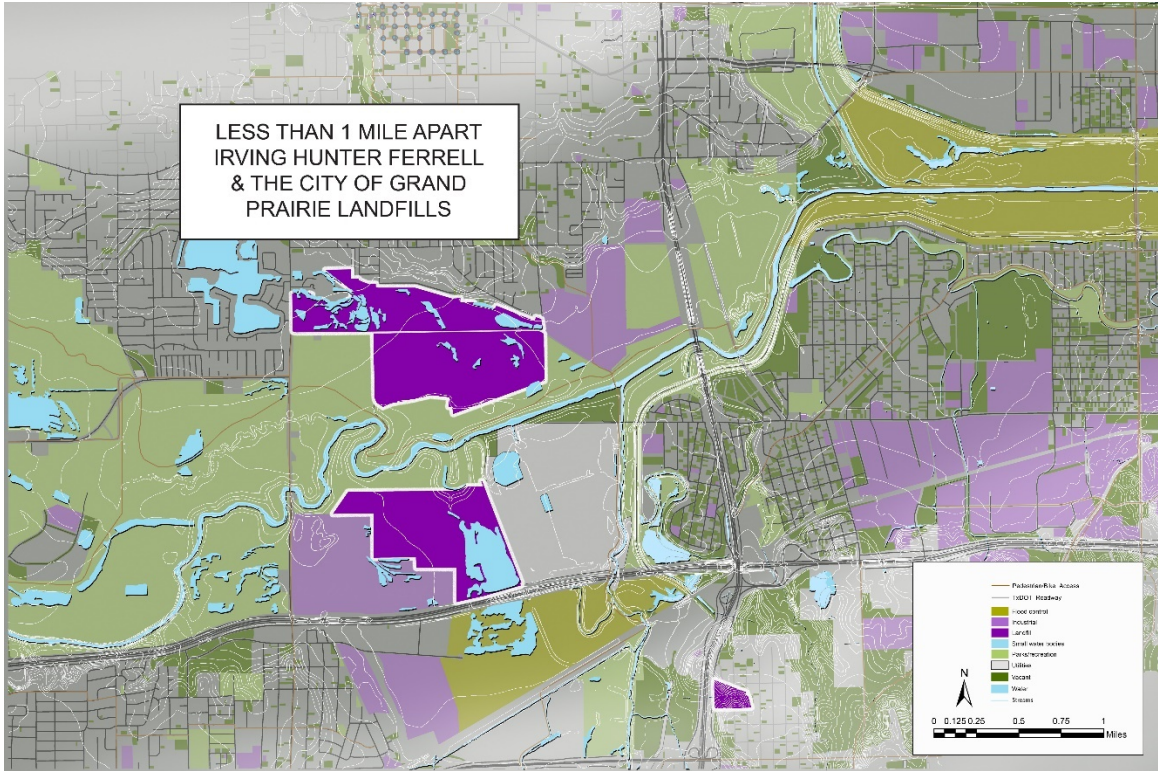 LESS THAN 1 MILE APART
IRVING HUNTER FERRELL
& THE CITY OF GRAND
PRAIRIE LANDFILLS
Pedestrian/Bike Access
TxDOT Roadway
Flood control
Industrial
Landfill
Small water bodies
Parks/recreation
Utilities
Vacant
Water
Streams
N
0 0.125 0.25 0.5 0.75 1
Miles